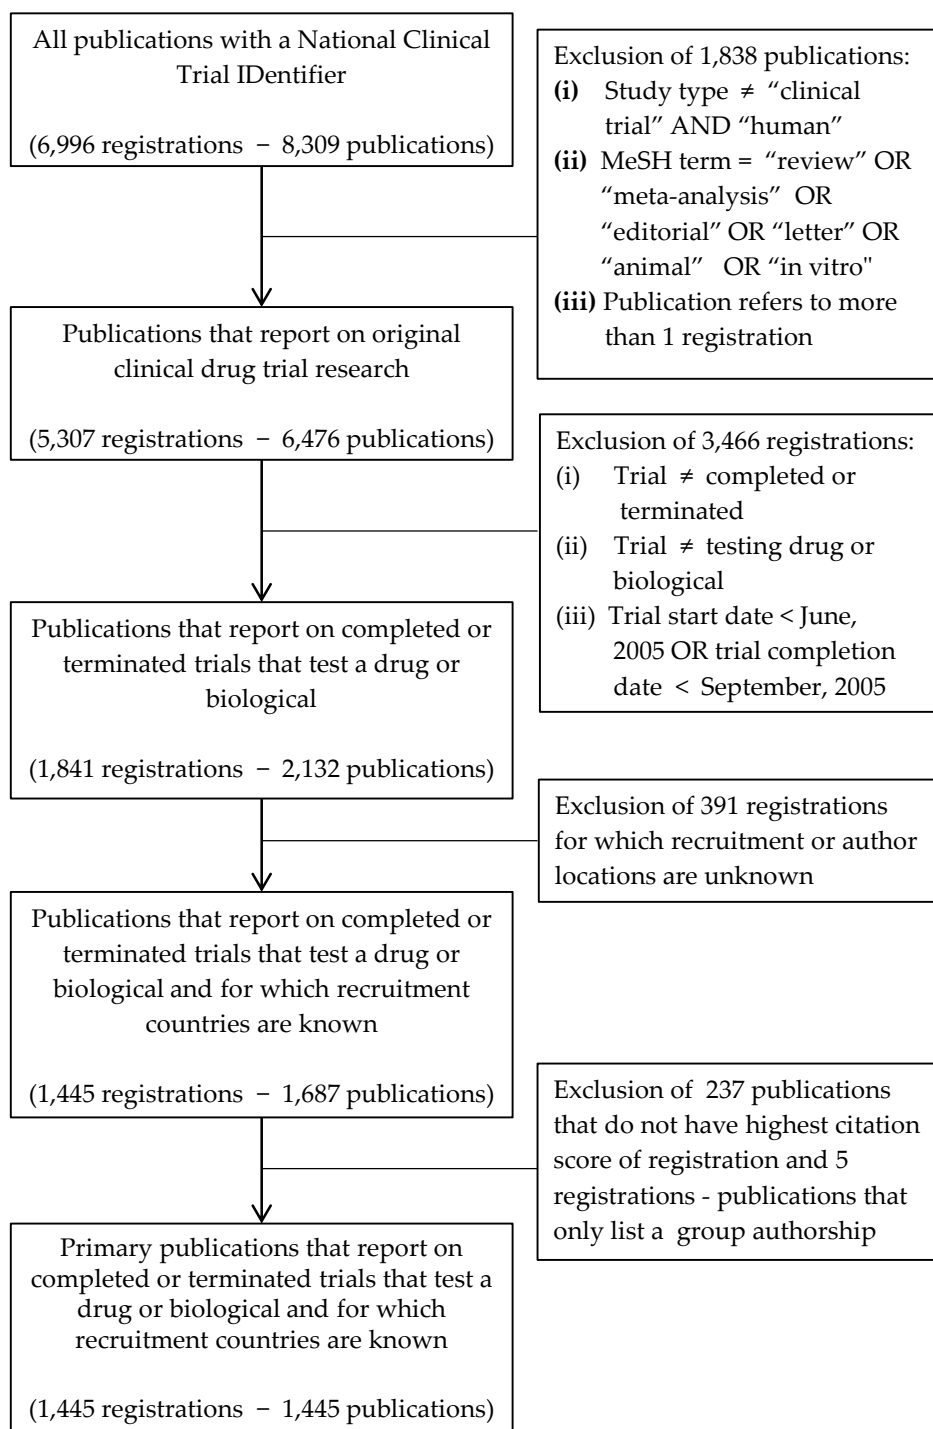 All publications with a National Clinical
Trial IDentifier
(6,996 registrations − 8,309 publications)
Exclusion of 1,838 publications:
(i) Study type ≠ “clinical
trial” AND “human”
(ii) MeSH term = “review” OR
“meta-analysis” OR
“editorial” OR “letter” OR
“animal” OR “in vitro"
(iii) Publication refers to more
than 1 registration
Publications that report on original
clinical drug trial research
(5,307 registrations − 6,476 publications)
Exclusion of 3,466 registrations:
(i) Trial ≠ completed or
terminated
(ii) Trial ≠ testing drug or
biological
(iii) Trial start date < June,
2005 OR trial completion
date < September, 2005
Publications that report on completed or
terminated trials that test a drug or
biological
(1,841 registrations − 2,132 publications)
Exclusion of 391 registrations
for which recruitment or author
locations are unknown
Publications that report on completed or
terminated trials that test a drug or
biological and for which recruitment
countries are known
(1,445 registrations − 1,687 publications)
Exclusion of 237 publications
that do not have highest citation
score of registration and 5
registrations - publications that
only list a group authorship
Primary publications that report on
completed or terminated trials that test a
drug or biological and for which
recruitment countries are known
(1,445 registrations − 1,445 publications)